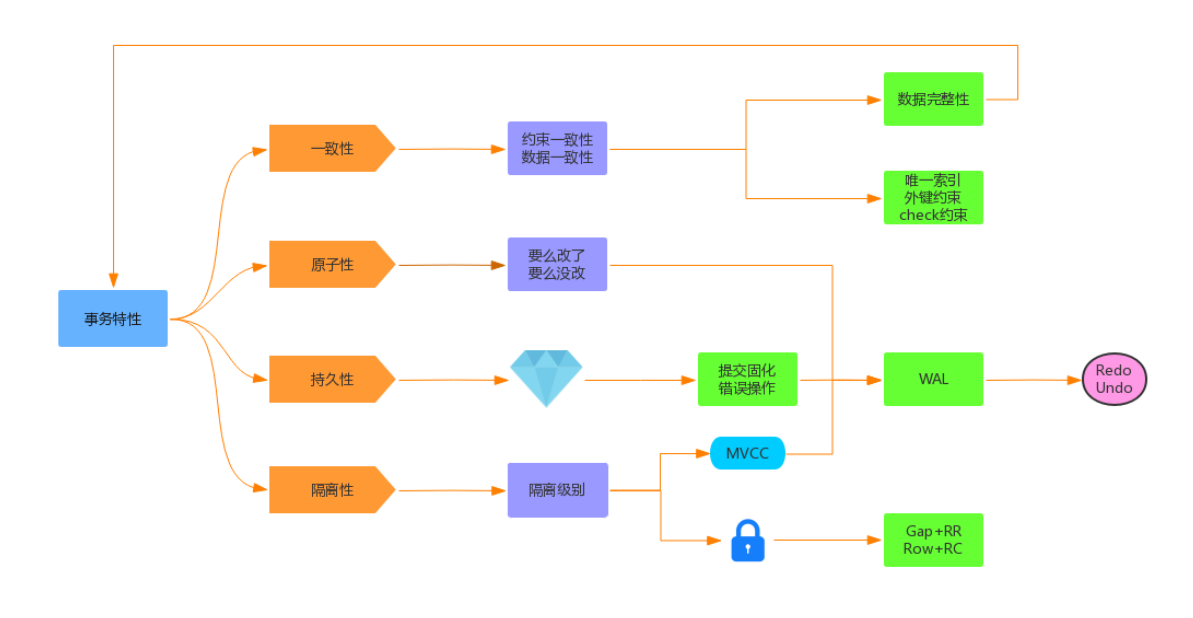 数据完整性
一致性
约束一致性
数据一致性
唯一索引
外键约束
check约束
原子性
要么改了
要么没改
事务特性
持久性
提交固化
错误操作
WAL
Redo
Undo
MVCC
隔离性
隔离级别
Gap+RR
Row+RC